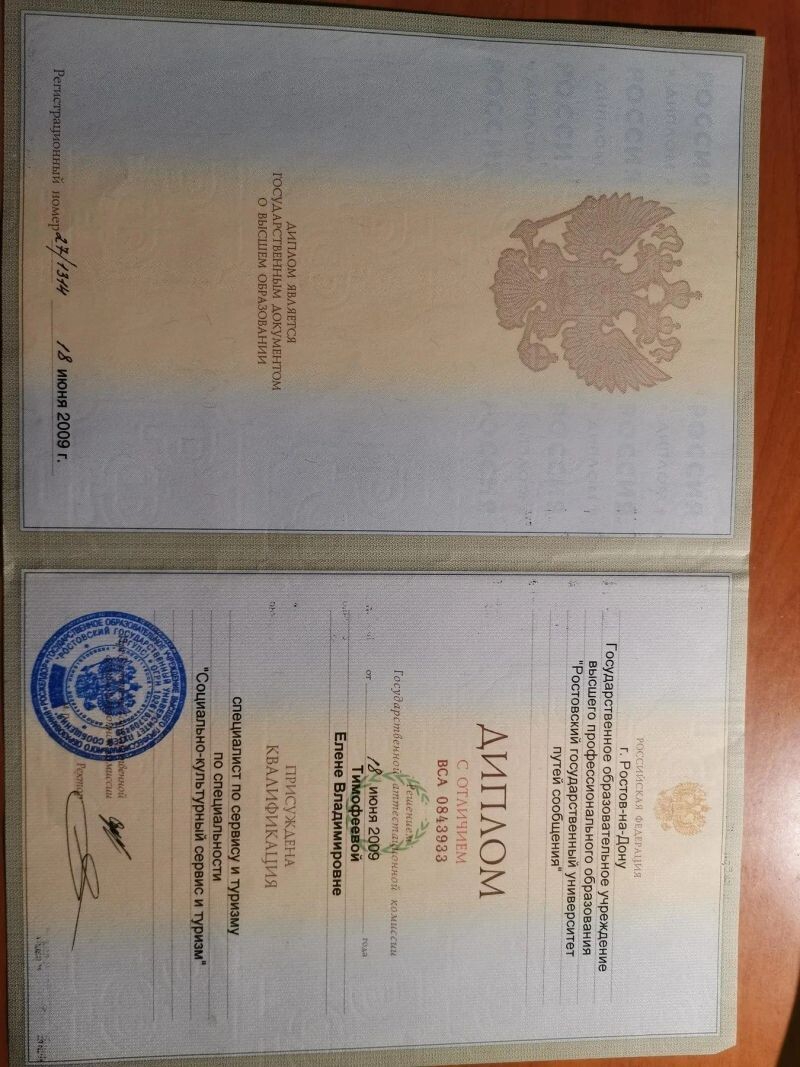 ДИПЛОМ ЯВЛЯЕТСЯ
ГОСУДАРСТВЕННЫМ ДОКУМЕНТОМ
О ВЫСШЕМ ОБРАЗОВАНИИ
Регистрационный номер 27/1314 18 июня 2009 г.
РОССИЙСКАЯ ФЕДЕРАЦИЯ
г. Ростов-на-Дону
Государственное образовательное учреждение
высшего профессионального образования
"Ростовский государственный университет
путей сообщения"
ДИПЛОМ
С ОТЛИЧИЕМ
ВСА 0843933
Решением
Государственной аттестационной комиссии
от 18 июня 2009 года
Тимофеевой
Елене Владимировне
ПРИСУЖДЕНА
КВАЛИФИКАЦИЯ
специалист по сервису и туризму
по специальности
"Социально-культурный сервис и туризм"
Ректор